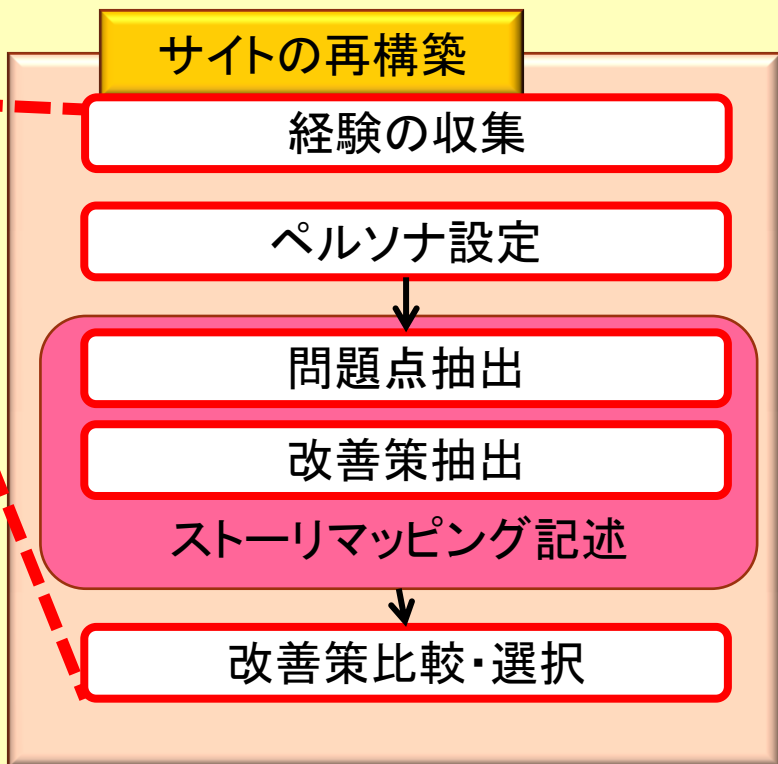 サイトの再構築
経験の収集
ペルソナ設定
問題点抽出
改善策抽出
ストーリマッピング記述
改善策比較・選択